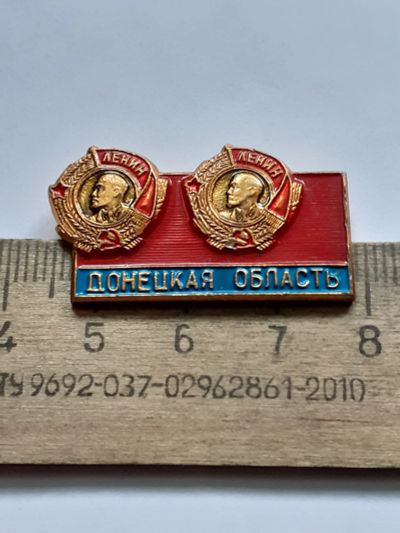 ЛЕНИН ЛЕНИН
ДОНЕЦКАЯ ОБЛАСТЬ
4 5 6 7 8
ТУ 9692-037-02962861-2010